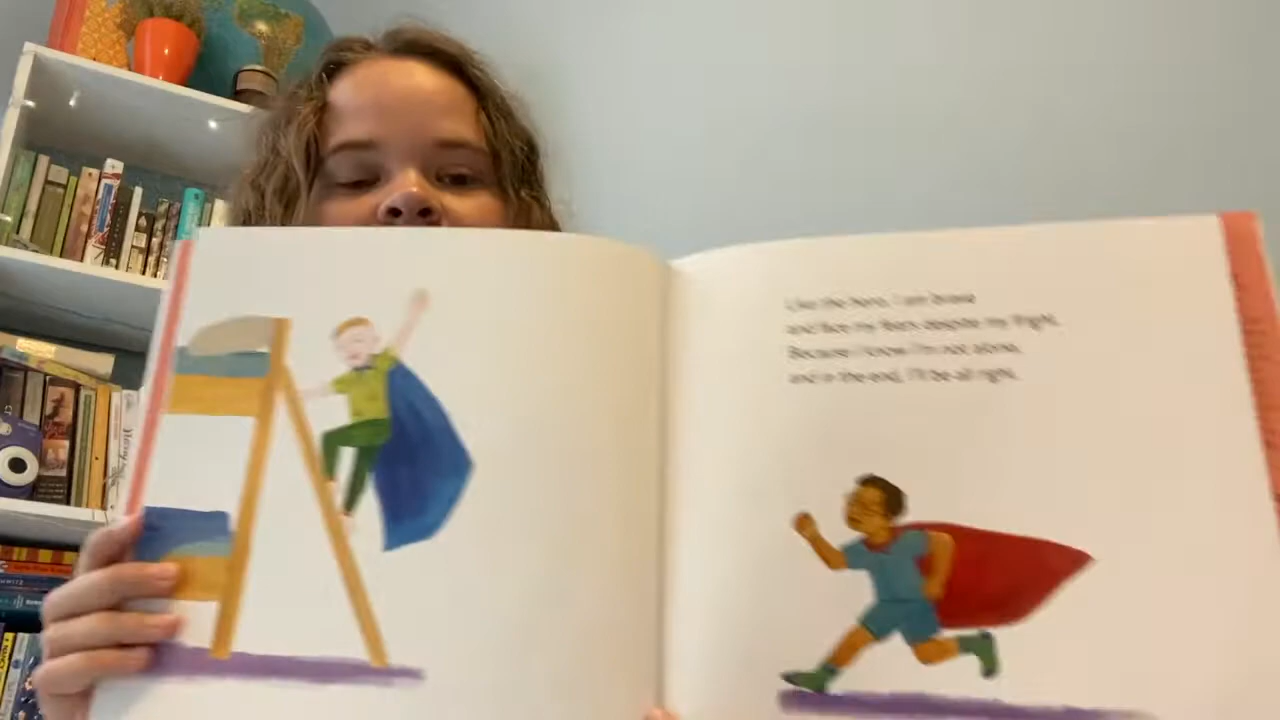 Like the hero, I am brave
and face my fears despite my fright.
Because I know I'm not alone,
and in the end, I'll be all right.